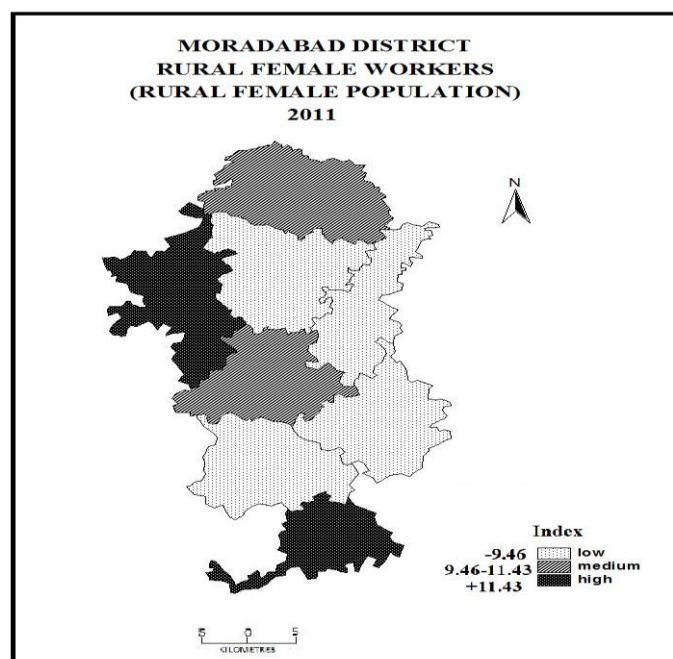 MORADABAD DISTRICT
RURAL FEMALE WORKERS
(RURAL FEMALE POPULATION)
2011
N
Index
-9.46 low
9.46-11.43 medium
+11.43 high
5 0 5
KILOMETRES